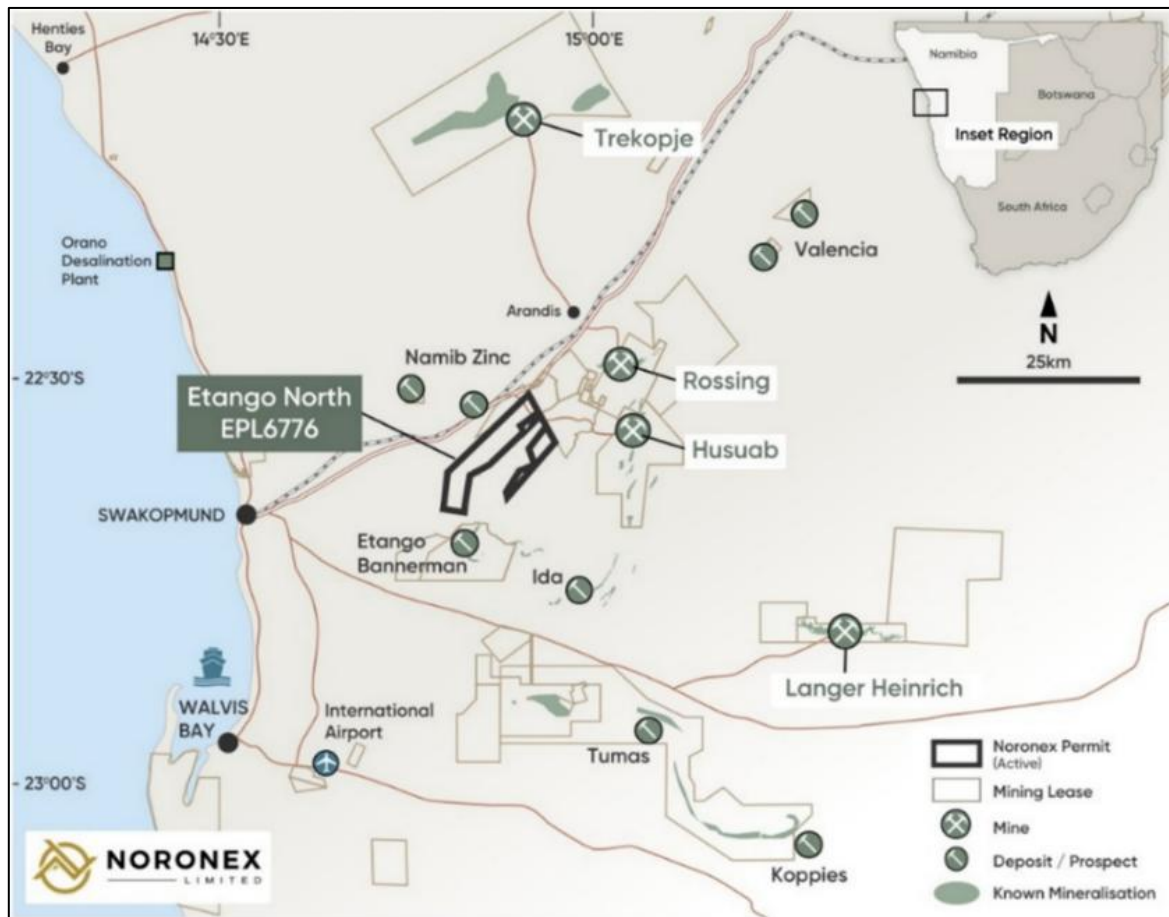 Henties
Bay
14°30'E
15°00'E
Namibia
Botswana
Inset Region
South Africa
Trekopje
Orano
Desalination
Plant
Valencia
Arandis
N
25km
22°30'S
Namib Zinc
Rossing
Etango North
EPL6776
Husuab
SWAKOPMUND
Etango
Bannerman
Ida
Langer Heinrich
WALVIS
BAY
International
Airport
Tumas
23°00'S
Koppies
Noronex Permit
(Active)
Mining Lease
Mine
Deposit / Prospect
Known Mineralisation
NORONEX
LIMITED